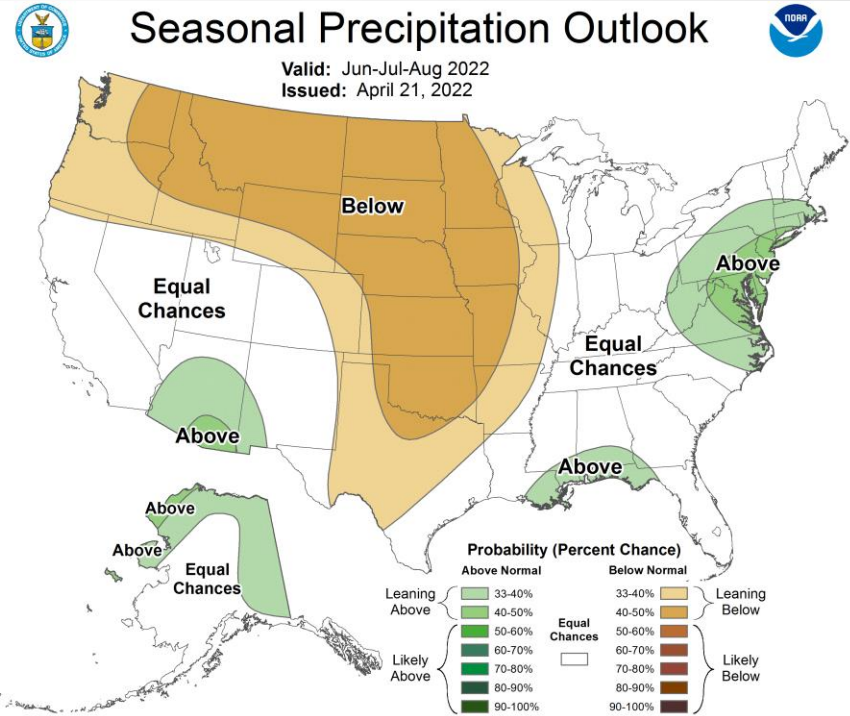 Seasonal Precipitation Outlook
NOAA
Valid: Jun-Jul-Aug 2022
Issued: April 21, 2022
Below
Equal
Chances
Above
Equal
Chances
Above
Above
Above
Above
Equal
Chances
Probability (Percent Chance)
Above Normal Below Normal
Leaning
Above
33-40%
40-50%
Likely
Above
50-60%
60-70%
70-80%
80-90%
90-100%
Equal
Chances
33-40%
40-50%
Leaning
Below
50-60%
60-70%
70-80%
80-90%
90-100%
Likely
Below